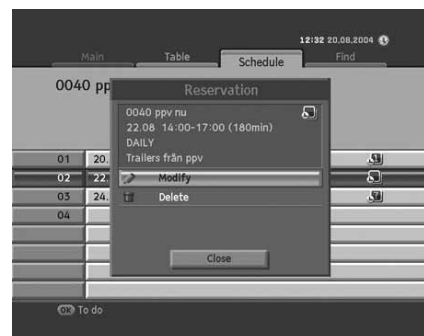 12:32 20.08.2004
Main Table Schedule Find
0040 pp
Reservation
0040 ppv nu
22.08 14:00-17:00 (180min)
DAILY
Trailers från ppv
01 20.
02 22.
03 24.
04
Modify
Delete
Close
OK To do